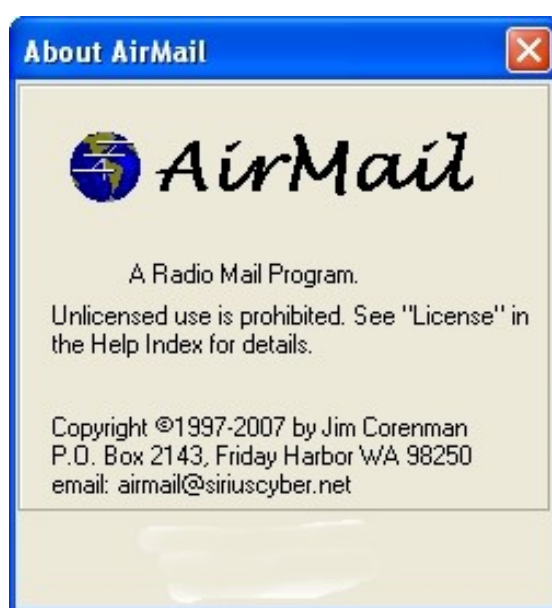 About AirMail
AirMail
A Radio Mail Program.
Unlicensed use is prohibited. See "License" in
the Help Index for details.
Copyright ©1997-2007 by Jim Corenman
P.O. Box 2143, Friday Harbor WA 98250
email: airmail@siriuscyber.net